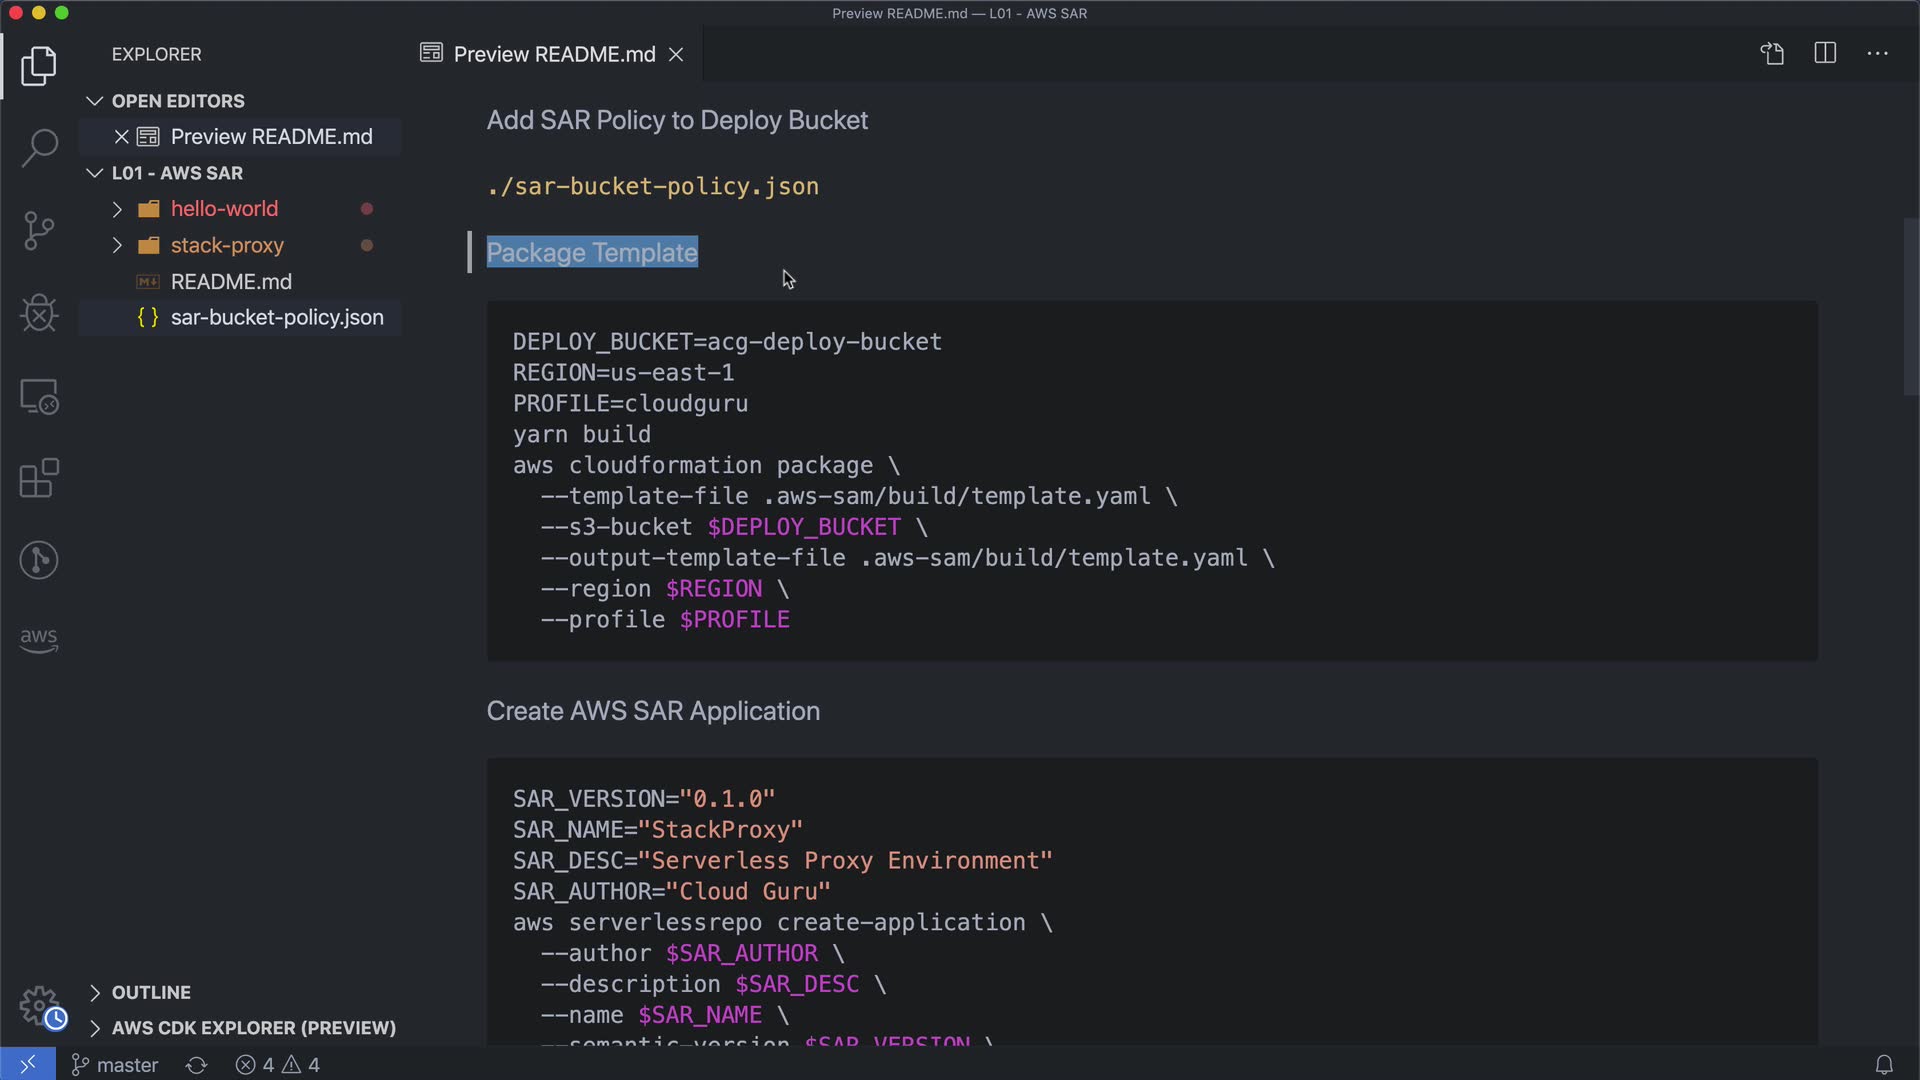 Preview README.md — L01 - AWS SAR
EXPLORER
Preview README.md
OPEN EDITORS
Preview README.md
L01 - AWS SAR
hello-world
stack-proxy
README.md
{ } sar-bucket-policy.json
aws
OUTLINE
AWS CDK EXPLORER (PREVIEW)
Add SAR Policy to Deploy Bucket
./sar-bucket-policy.json
Package Template
DEPLOY_BUCKET=acg-deploy-bucket
REGION=us-east-1
PROFILE=cloudguru
yarn build
aws cloudformation package \
--template-file .aws-sam/build/template.yaml \
--s3-bucket $DEPLOY_BUCKET \
--output-template-file .aws-sam/build/template.yaml \
--region $REGION \
--profile $PROFILE
Create AWS SAR Application
SAR_VERSION="0.1.0"
SAR_NAME="StackProxy"
SAR_DESC="Serverless Proxy Environment"
SAR_AUTHOR="Cloud Guru"
aws serverlessrepo create-application \
--author $SAR_AUTHOR \
--description $SAR_DESC \
--name $SAR_NAME \
--semantic-version $SAR_VERSION \
master
4
4